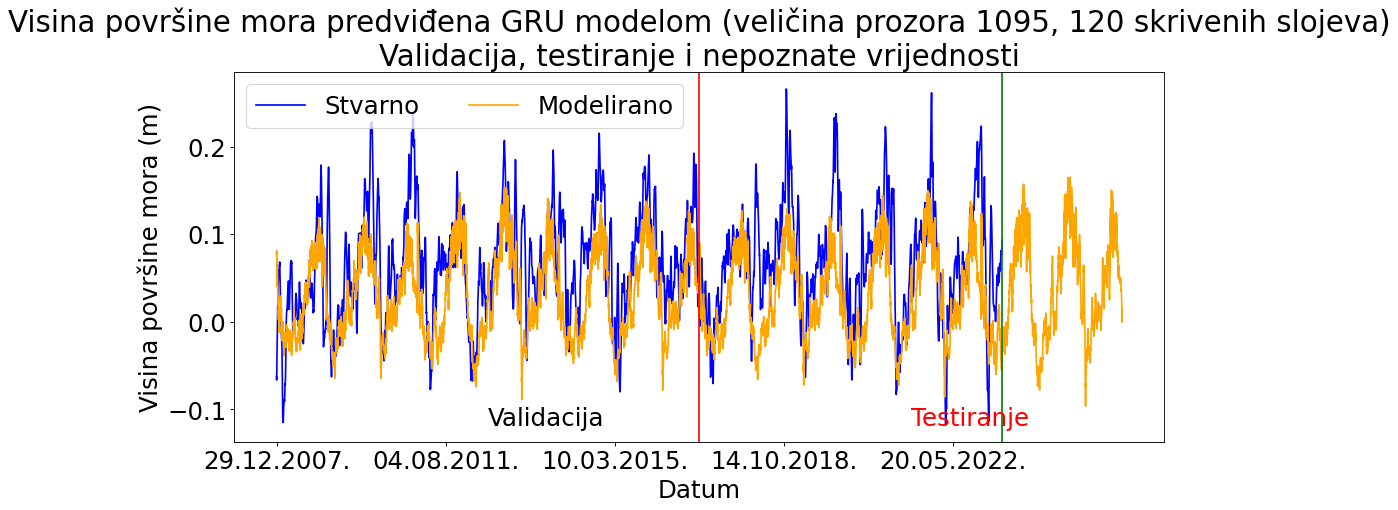 Visina površine mora predviđena GRU modelom (veličina prozora 1095, 120 skrivenih slojeva)
Validacija, testiranje i nepoznate vrijednosti
Stvarno Modelirano
Visina površine mora (m)
0.2
0.1
0.0
−0.1
Validacija Testiranje
29.12.2007. 04.08.2011. 10.03.2015. 14.10.2018. 20.05.2022.
Datum